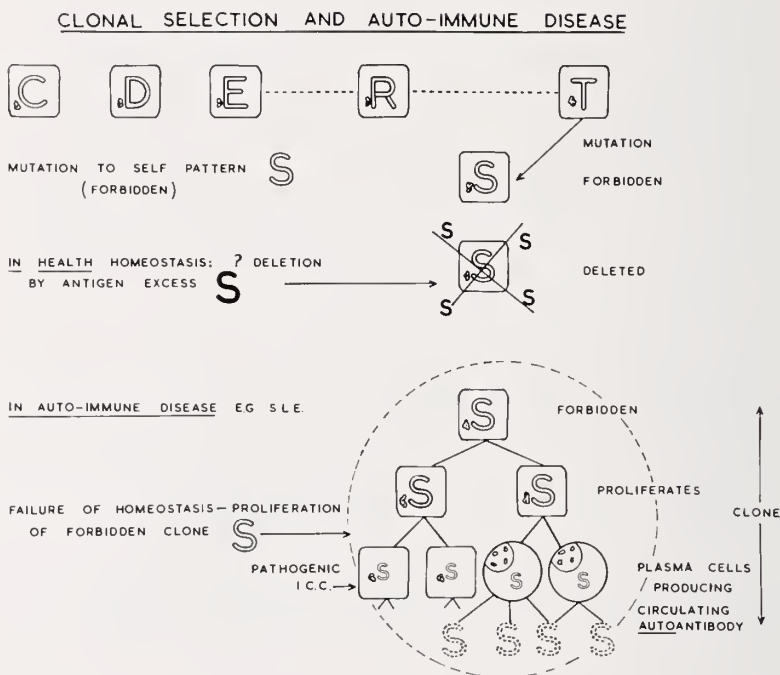 CLONAL SELECTION AND AUTO-IMMUNE DISEASE
C D E R T
MUTATION
MUTATION TO SELF PATTERN S
(FORBIDDEN)
S
FORBIDDEN
IN HEALTH HOMEOSTASIS; ? DELETION
BY ANTIGEN EXCESS S
S S
S
S S
DELETED
IN AUTO-IMMUNE DISEASE E.G S.L.E.
S
FORBIDDEN
S S
PROLIFERATES
FAILURE OF HOMEOSTASIS—PROLIFERATION
OF FORBIDDEN CLONE S
CLONE
PATHOGENIC
I.C.C.
S S S S
PLASMA CELLS
PRODUCING
CIRCULATING
AUTOANTIBODY
S S S S